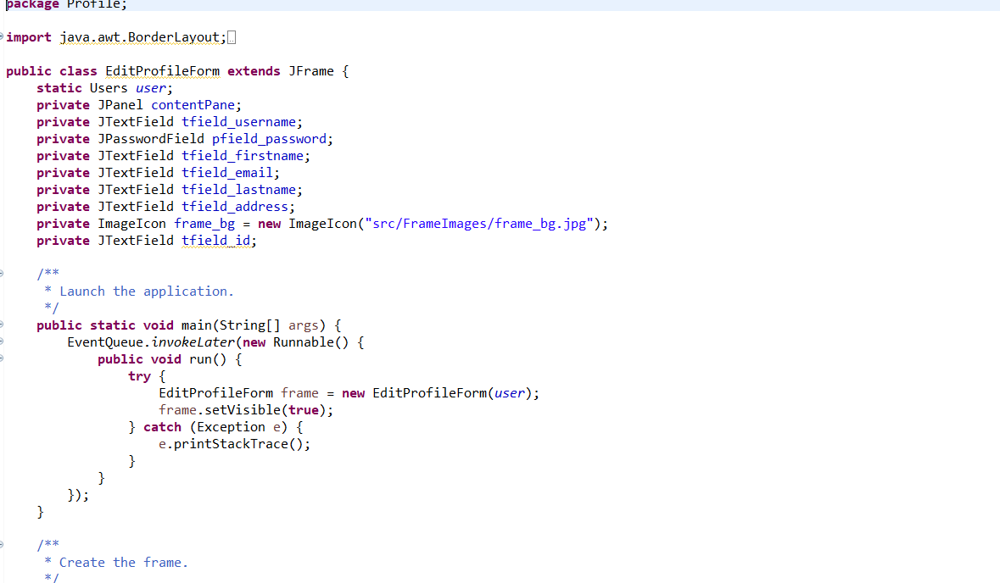 package Profile;
import java.awt.BorderLayout;
public class EditProfileForm extends JFrame {
static Users user;
private JPanel contentPane;
private JTextField tfield_username;
private JPasswordField pfield_password;
private JTextField tfield_firstname;
private JTextField tfield_email;
private JTextField tfield_lastname;
private JTextField tfield_address;
private ImageIcon frame_bg = new ImageIcon("src/FrameImages/frame_bg.jpg");
private JTextField tfield_id;
/**
* Launch the application.
*/
public static void main(String[] args) {
EventQueue.invokeLater(new Runnable() {
public void run() {
try {
EditProfileForm frame = new EditProfileForm(user);
frame.setVisible(true);
} catch (Exception e) {
e.printStackTrace();
}
}
});
}
/**
* Create the frame.
*/